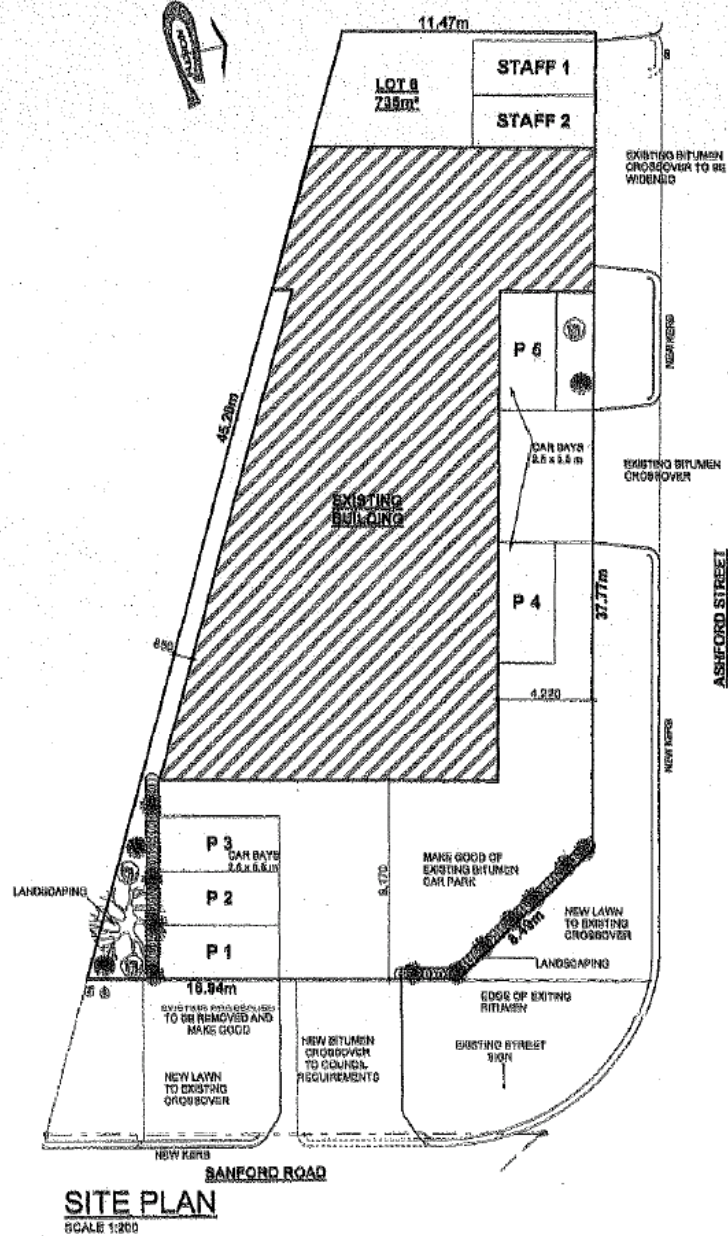 11.47m
NORTH
LOT 8
735m²
STAFF 1
STAFF 2
EXISTING BITUMEN
CROSSOVER TO BE
WIDENED
P 5
NEW KERB
45.20m
CAR BAYS
2.5 x 5.5 m
EXISTING BITUMEN
CROSSOVER
EXISTING
BUILDING
ASHFORD STREET
P 4
37.77m
650
4.220
NEW KERB
P 3
CAR BAYS
2.5 x 5.5 m
9.170
MAKE GOOD OF
EXISTING BITUMEN
CAR PARK
LANDSCAPING
P 2
8.49m
NEW LAWN
TO EXISTING
CROSSOVER
P 1
LANDSCAPING
16.94m
TO BE REMOVED AND
MAKE GOOD
EDGE OF EXITING
BITUMEN
NEW BITUMEN
CROSSOVER
TO COUNCIL
REQUIREMENTS
EXISTING STREET
SIGN
NEW LAWN
TO EXISTING
CROSSOVER
NEW KERB
SANFORD ROAD
SITE PLAN
SCALE 1:200